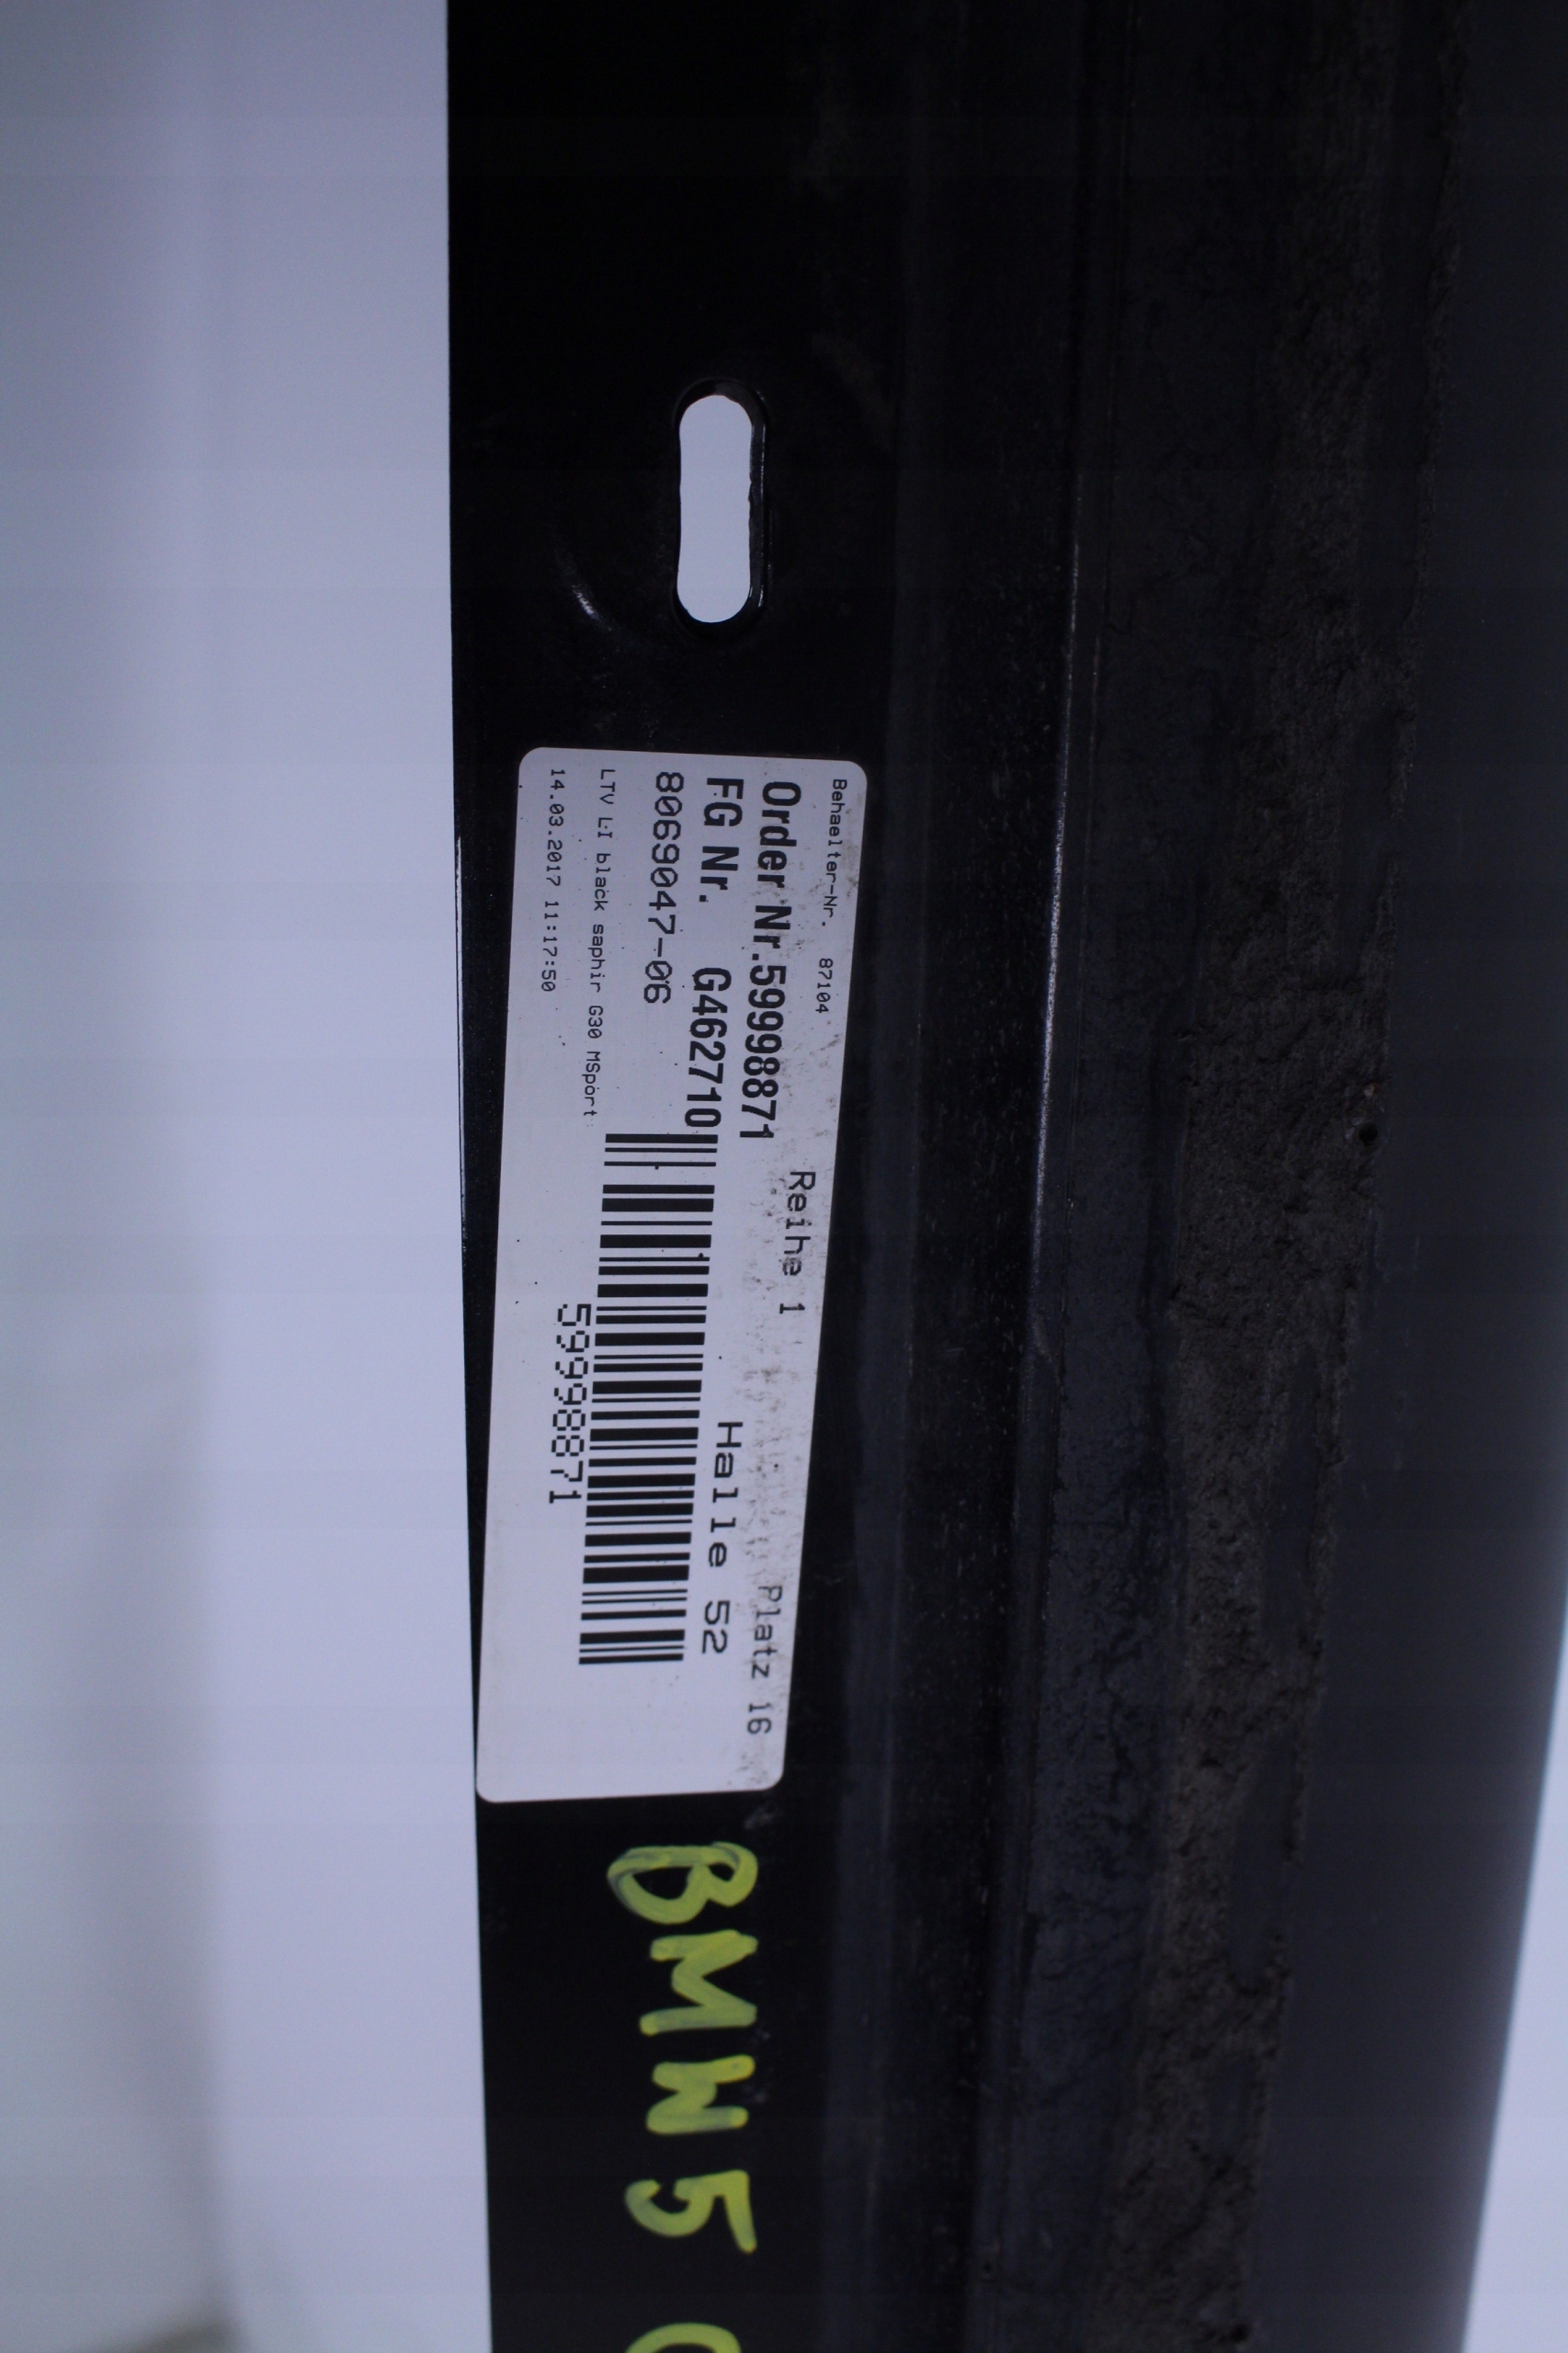 Behaelter-Nr. 87104
Reihe 1
Platz 16
Order Nr.59998871
FG Nr. G462710
Halle 52
8069047-06
LTV LI black saphir G30 MSport
14.03.2017 11:17:50
59998871
BMW 5